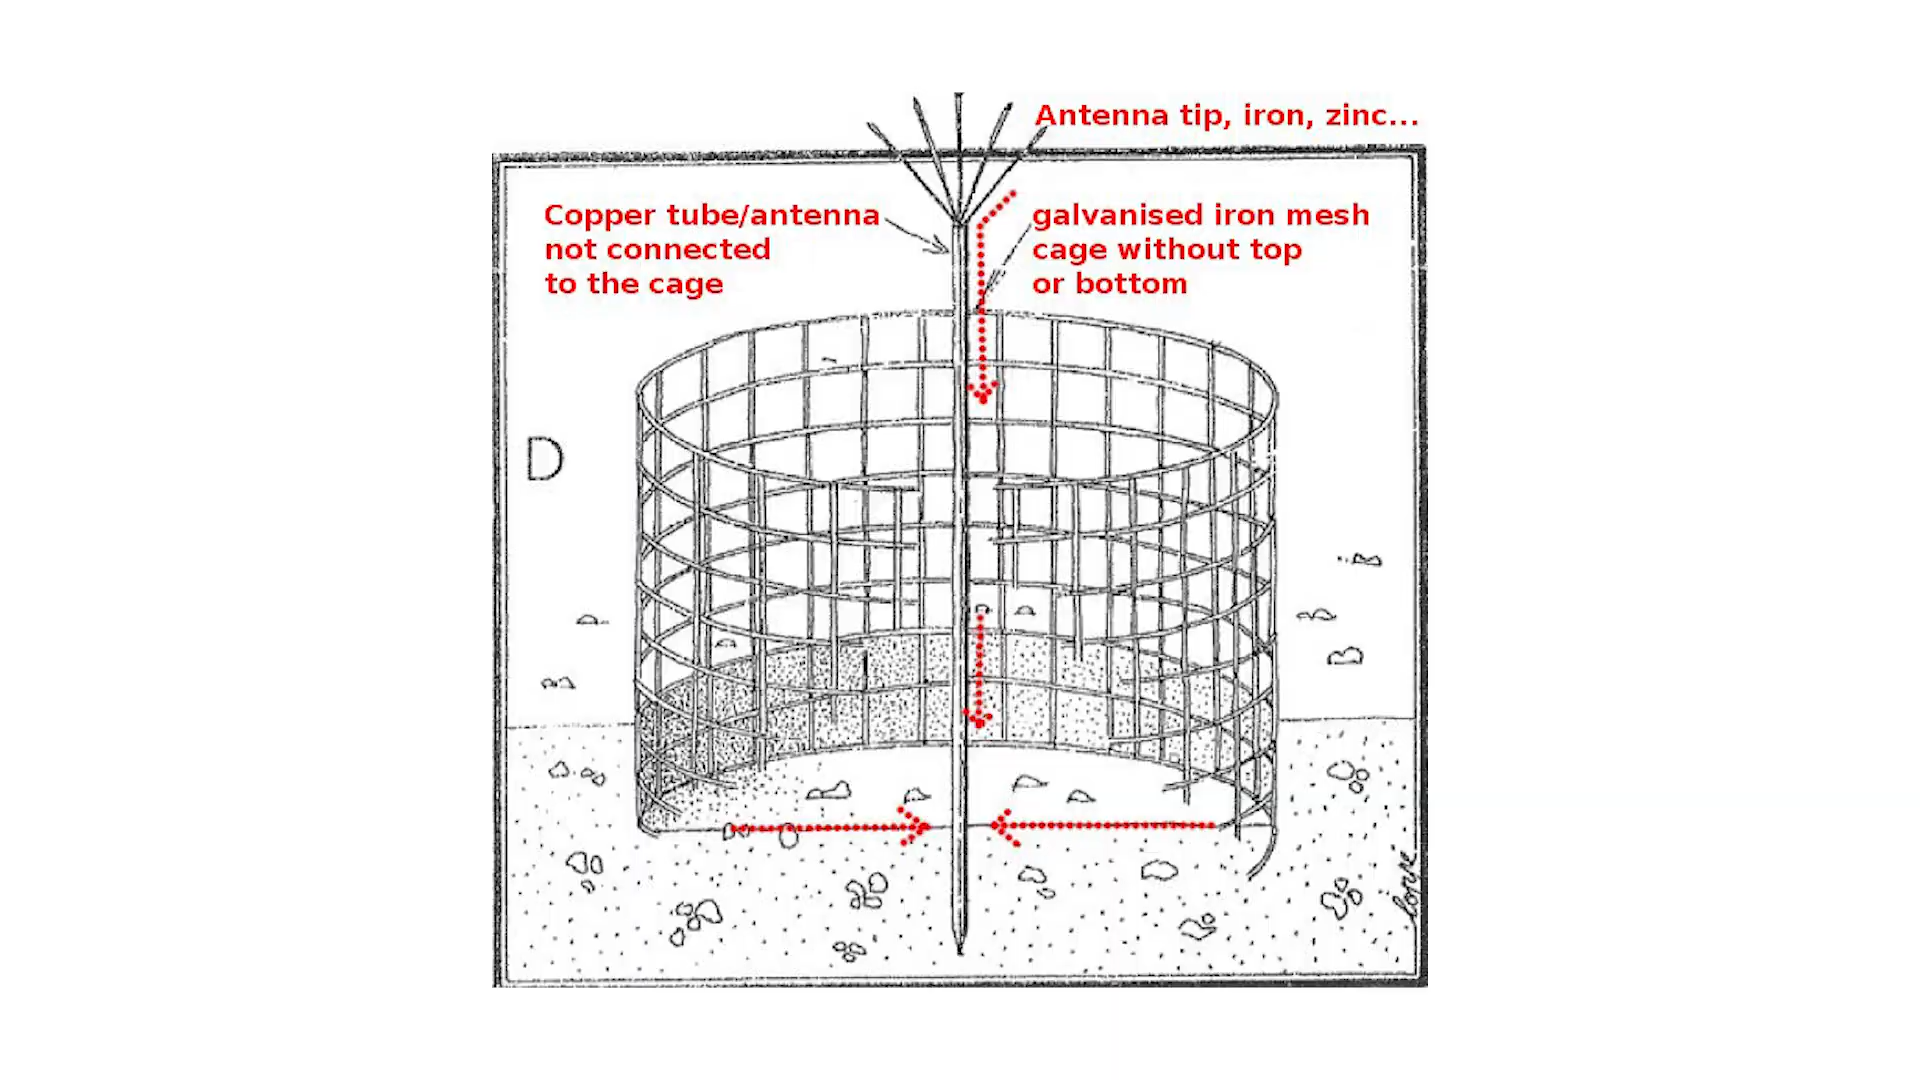 Antenna tip, iron, zinc...
Copper tube/antenna
not connected
to the cage
galvanised iron mesh
cage without top
or bottom
D